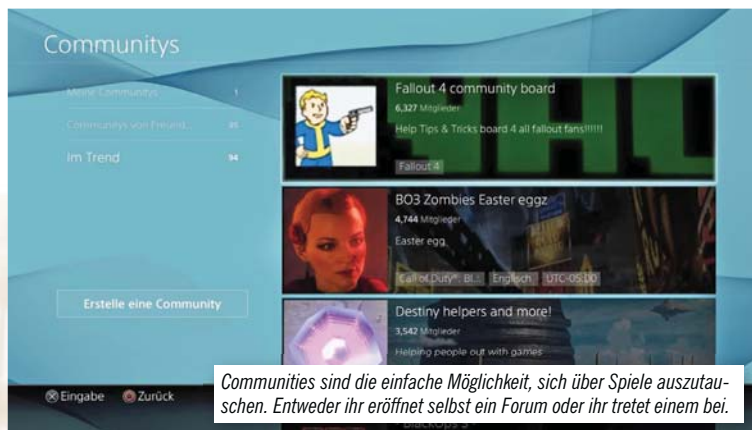 Communitys
Meine Communitys 1
Communitys von Freund...
Im Trend 94
Erstelle eine Community
Fallout 4 community board
6,327 Mitglieder
Help Tips & Tricks board 4 all fallout fans!!!!!!
Fallout 4
BO3 Zombies Easter eggz
4,744 Mitglieder
Easter egg
Call of Duty®: Bl... Englisch UTC-05:00
Destiny helpers and more!
3,542 Mitglieder
Helping people out with games
- BlackOps 3 -
Eingabe Zurück
Communities sind die einfache Möglichkeit, sich über Spiele auszutau-
schen. Entweder ihr eröffnet selbst ein Forum oder ihr tretet einem bei.